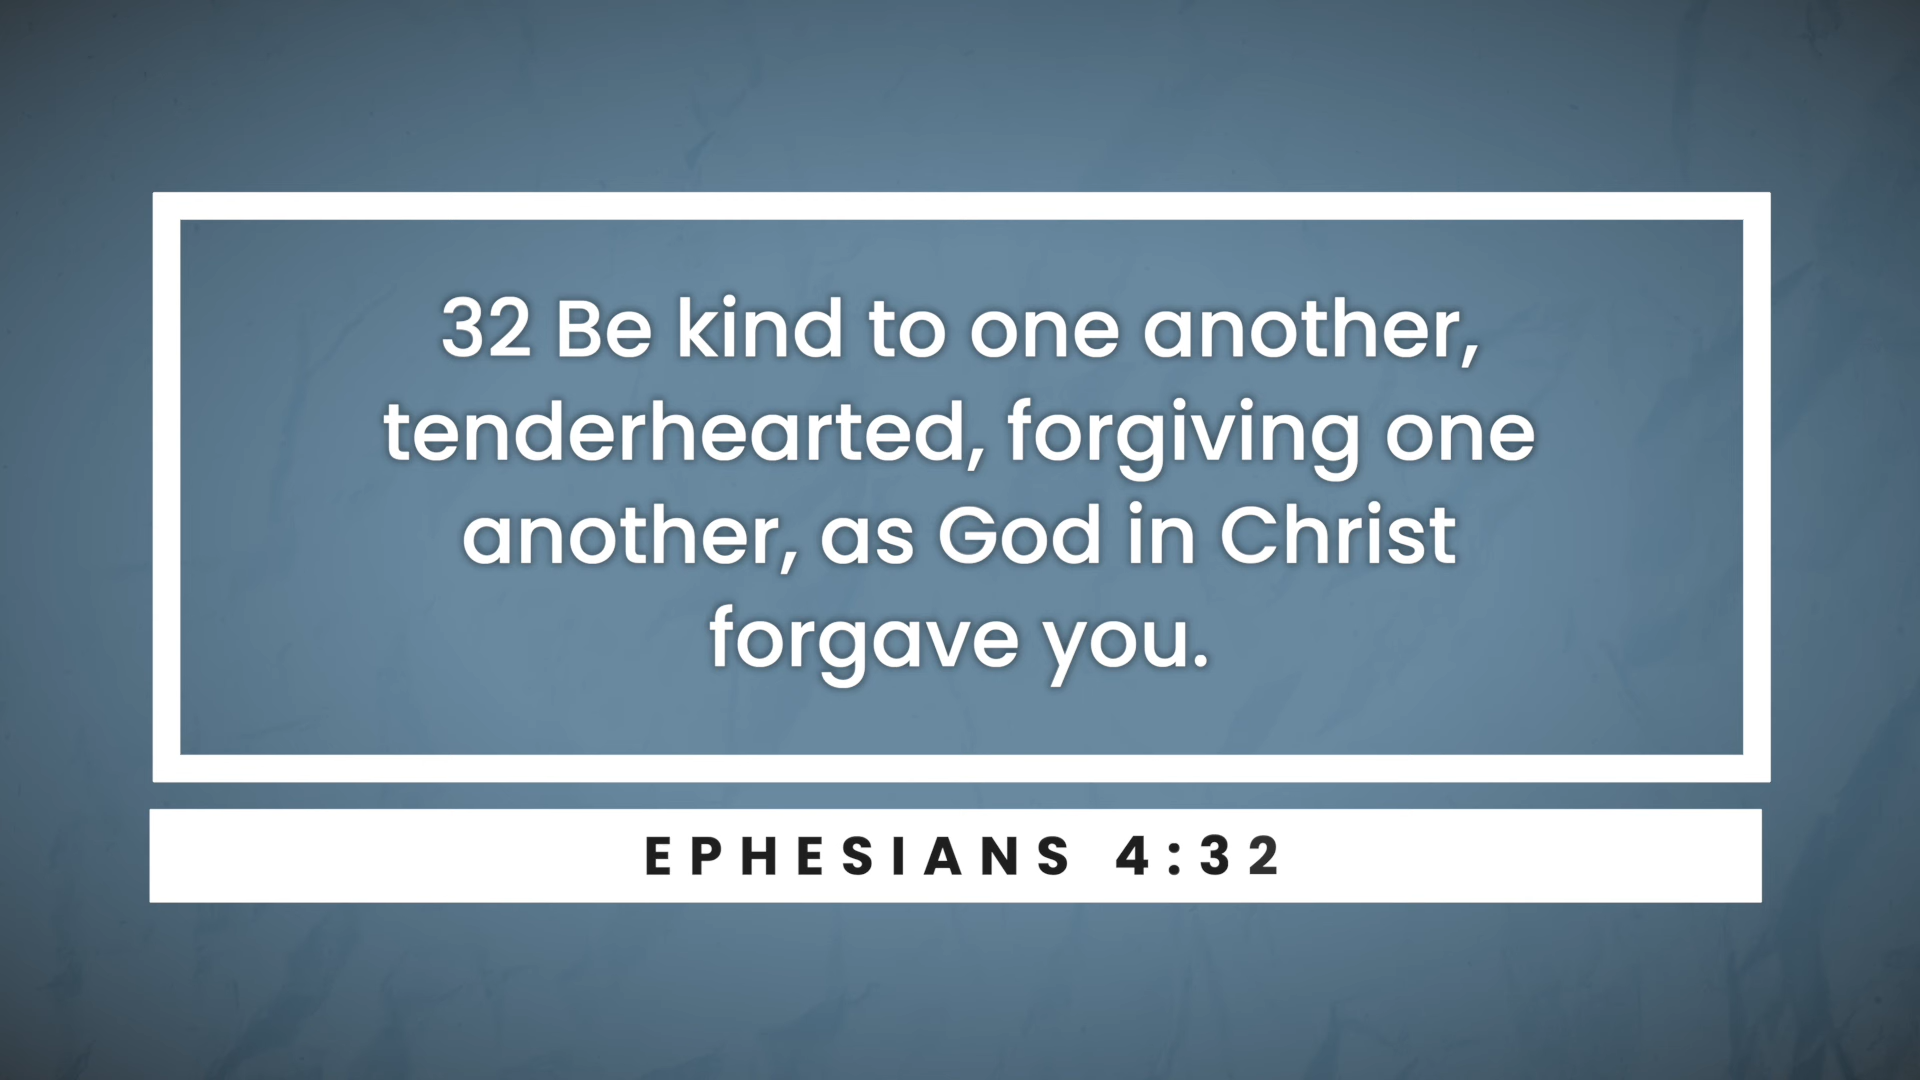 32 Be kind to one another,
tenderhearted, forgiving one
another, as God in Christ
forgave you.
EPHESIANS 4:32